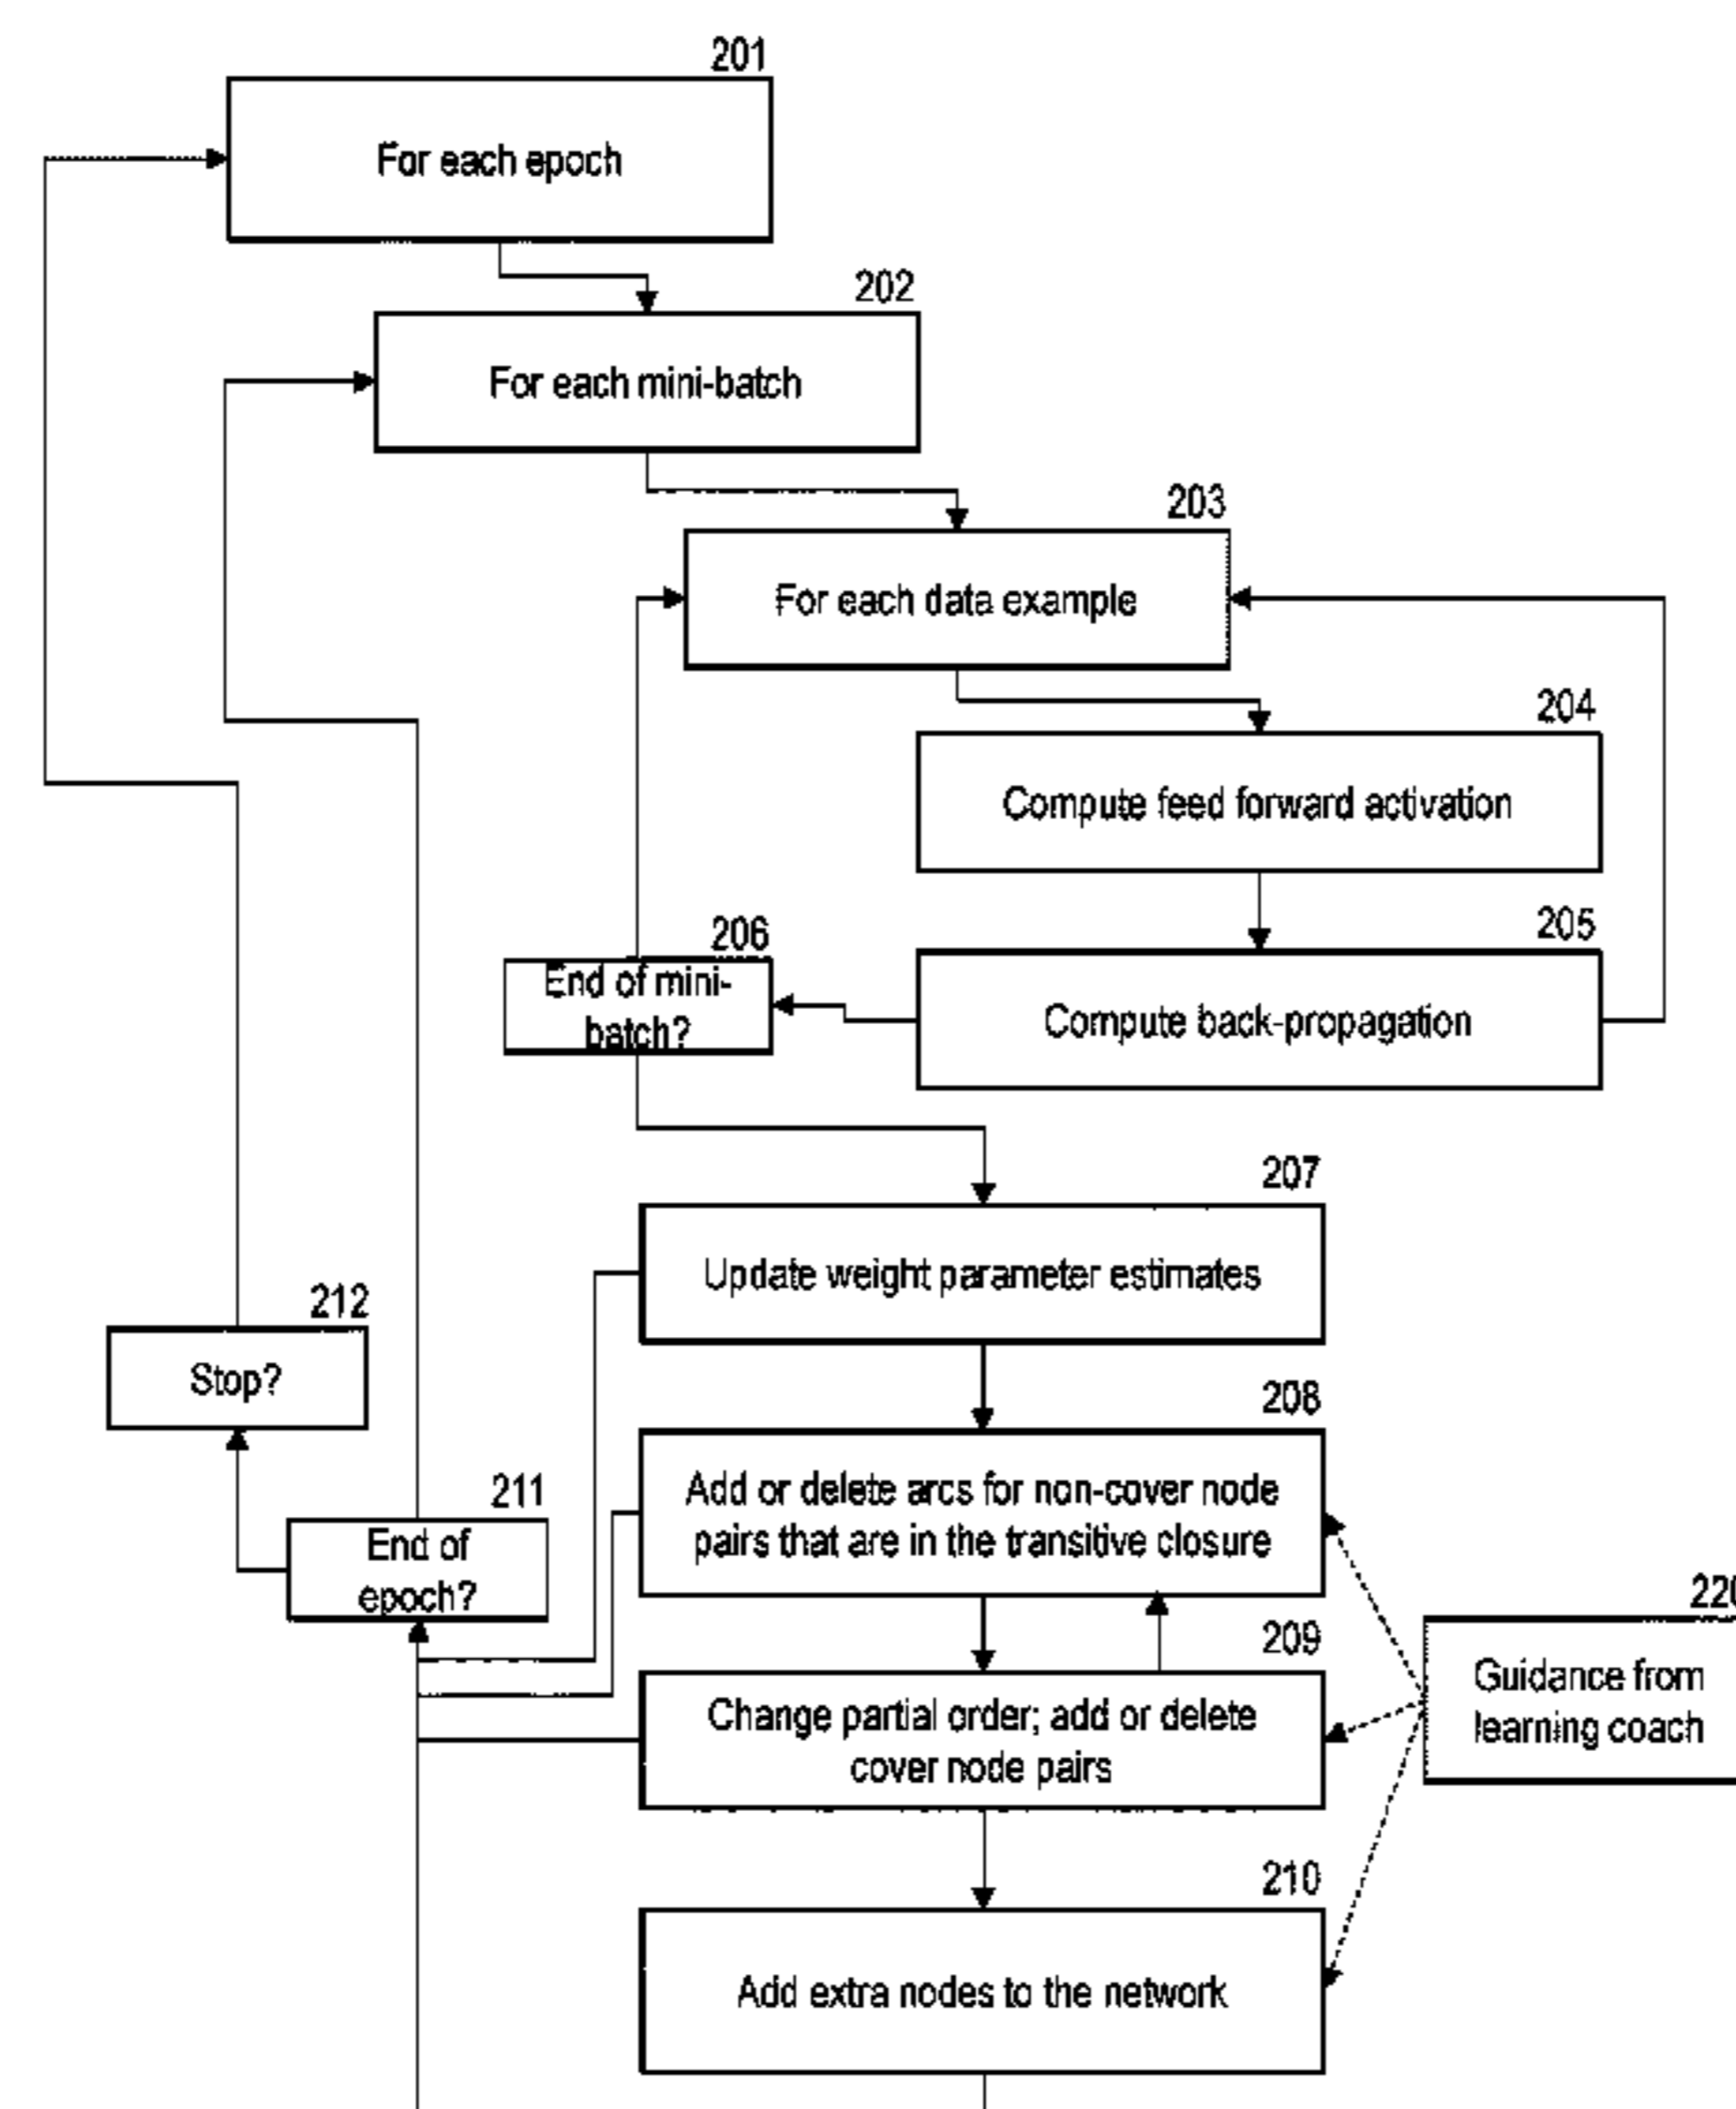 201
For each epoch
202
For each mini-batch
203
For each data example
204
Compute feed forward activation
205
Compute back-propagation
206
End of mini-
batch?
207
Update weight parameter estimates
212
Stop?
208
Add or delete arcs for non-cover node
pairs that are in the transitive closure
211
End of
epoch?
209
Change partial order; add or delete
cover node pairs
220
Guidance from
learning coach
210
Add extra nodes to the network